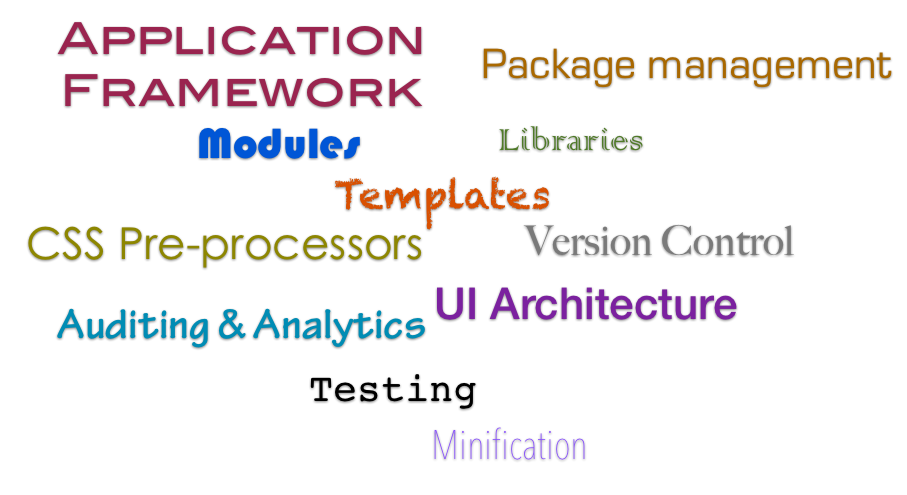 APPLICATION
FRAMEWORK
Package management
Modules
Libraries
Templates
CSS Pre-processors
Version Control
Auditing & Analytics
UI Architecture
Testing
Minification